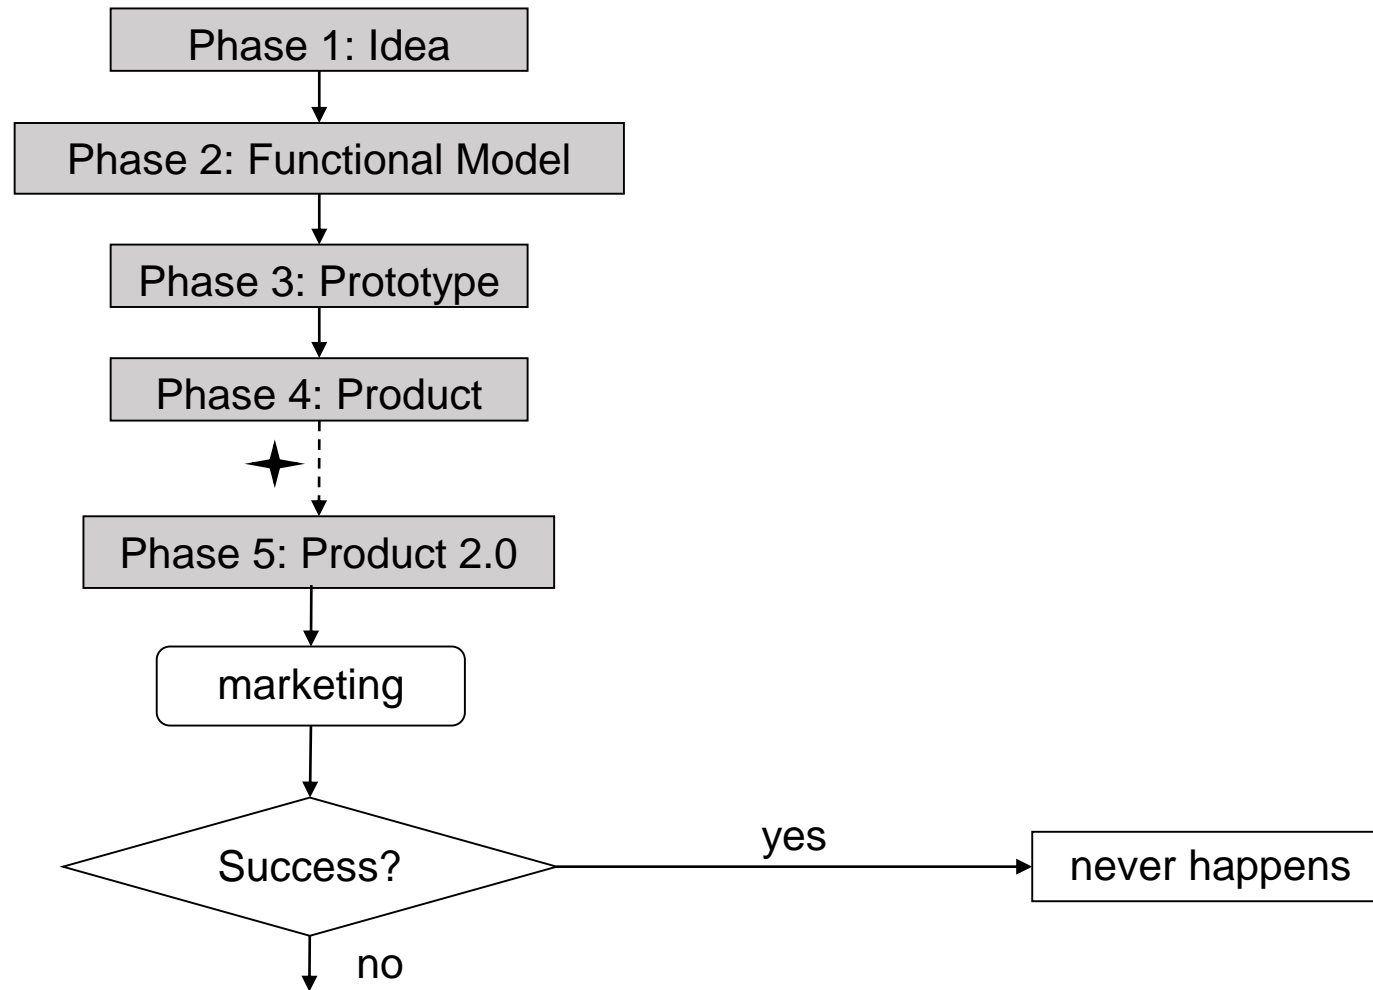 Phase 1: Idea
Phase 2: Functional Model
Phase 3: Prototype
Phase 4: Product
Phase 5: Product 2.0
marketing
Success?
yes
never happens
no